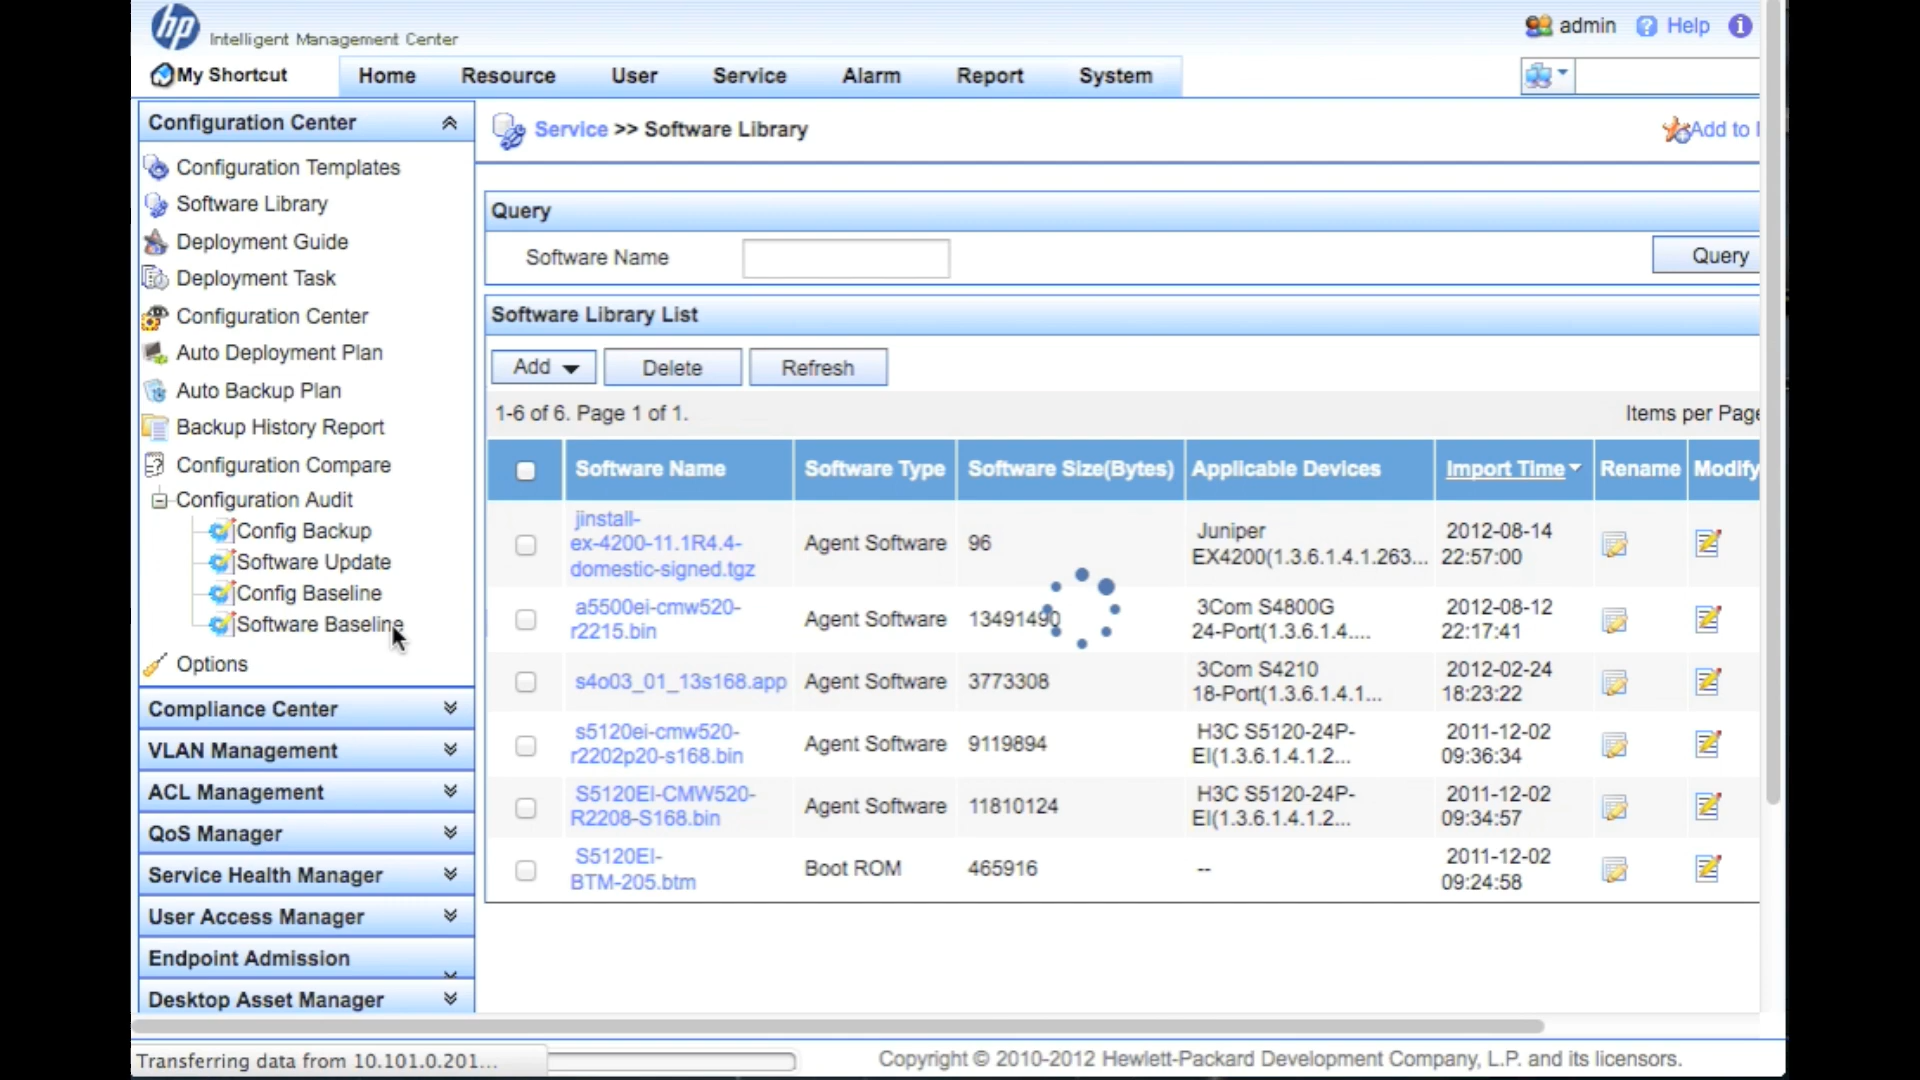 hp
Intelligent Management Center
admin
Help
My Shortcut
Home
Resource
User
Service
Alarm
Report
System
Configuration Center
Configuration Templates
Software Library
Deployment Guide
Deployment Task
Configuration Center
Auto Deployment Plan
Auto Backup Plan
Backup History Report
Configuration Compare
Configuration Audit
Config Backup
Software Update
Config Baseline
Software Baseline
Options
Compliance Center
VLAN Management
ACL Management
QoS Manager
Service Health Manager
User Access Manager
Endpoint Admission
Desktop Asset Manager
Service >> Software Library
Add to
Query
Software Name
Query
Software Library List
Add
Delete
Refresh
1-6 of 6. Page 1 of 1.
Items per Page
Software Name
Software Type
Software Size(Bytes)
Applicable Devices
Import Time
Rename
Modify
jinstall-
ex-4200-11.1R4.4-
domestic-signed.tgz
Agent Software
96
Juniper
EX4200(1.3.6.1.4.1.263...
2012-08-14
22:57:00
a5500ei-cmw520-
r2215.bin
Agent Software
13491490
3Com S4800G
24-Port(1.3.6.1.4....
2012-08-12
22:17:41
s4o03_01_13s168.app
Agent Software
3773308
3Com S4210
18-Port(1.3.6.1.4.1...
2012-02-24
18:23:22
s5120ei-cmw520-
r2202p20-s168.bin
Agent Software
9119894
H3C S5120-24P-
EI(1.3.6.1.4.1.2...
2011-12-02
09:36:34
S5120EI-CMW520-
R2208-S168.bin
Agent Software
11810124
H3C S5120-24P-
EI(1.3.6.1.4.1.2...
2011-12-02
09:34:57
S5120EI-
BTM-205.btm
Boot ROM
465916
--
2011-12-02
09:24:58
Transferring data from 10.101.0.201...
Copyright © 2010-2012 Hewlett-Packard Development Company, L.P. and its licensors.